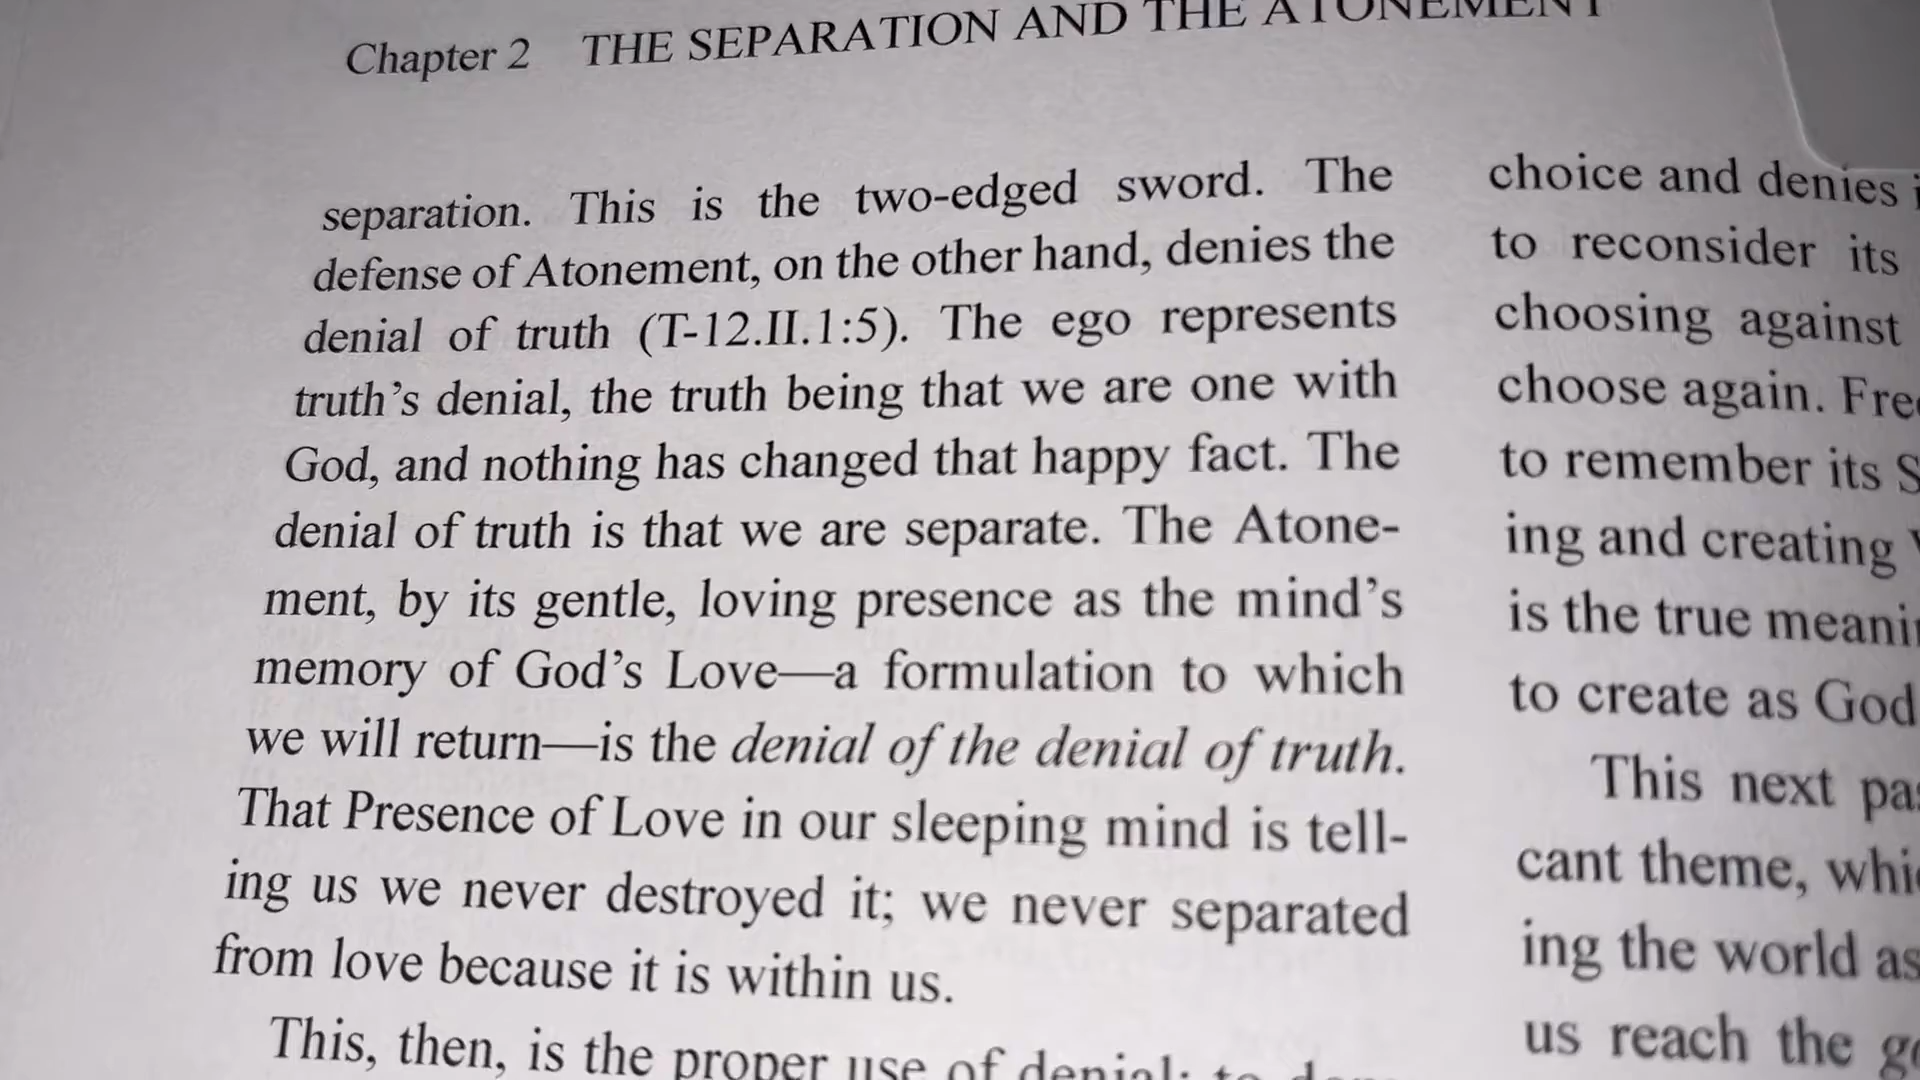 Chapter 2 THE SEPARATION AND THE ATONEMENT
separation. This is the two-edged sword. The
defense of Atonement, on the other hand, denies the
denial of truth (T-12.II.1:5). The ego represents
truth’s denial, the truth being that we are one with
God, and nothing has changed that happy fact. The
denial of truth is that we are separate. The Atone-
ment, by its gentle, loving presence as the mind’s
memory of God’s Love—a formulation to which
we will return—is the denial of the denial of truth.
That Presence of Love in our sleeping mind is tell-
ing us we never destroyed it; we never separated
from love because it is within us.
This, then, is the proper use of denial: to
choice and denies
to reconsider its
choosing against
choose again.
to remember its
ing and creating
is the true
to create as God
This next
cant theme,
ing the world as
us reach the